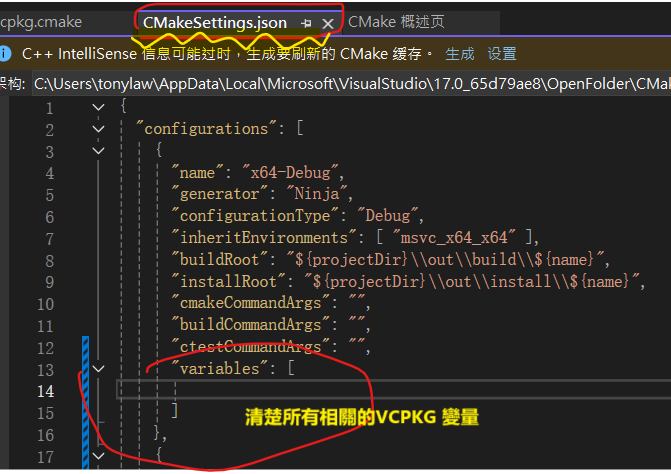 cpkg.cmake CMakeSettings.json CMake 概述页
C++ IntelliSense 信息可能过时，生成要刷新的 CMake 缓存。 生成 设置
架构: C:\Users\tonylaw\AppData\Local\Microsoft\VisualStudio\17.0_65d79ae8\OpenFolder\CMa
1 {
2 "configurations": [
3 {
4 "name": "x64-Debug",
5 "generator": "Ninja",
6 "configurationType": "Debug",
7 "inheritEnvironments": [ "msvc_x64_x64" ],
8 "buildRoot": "${projectDir}\\out\\build\\${name}",
9 "installRoot": "${projectDir}\\out\\install\\${name}",
10 "cmakeCommandArgs": "",
11 "buildCommandArgs": "",
12 "ctestCommandArgs": "",
13 "variables": [
14
15 ]
清楚所有相關的VCPKG 變量
16 },
17 {